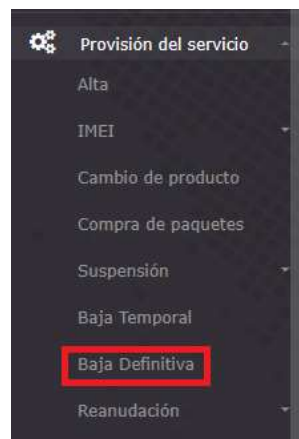 Provisión del servicio
Alta
IMEI
Cambio de producto
Compra de paquetes
Suspensión
Baja Temporal
Baja Definitiva
Reanudación